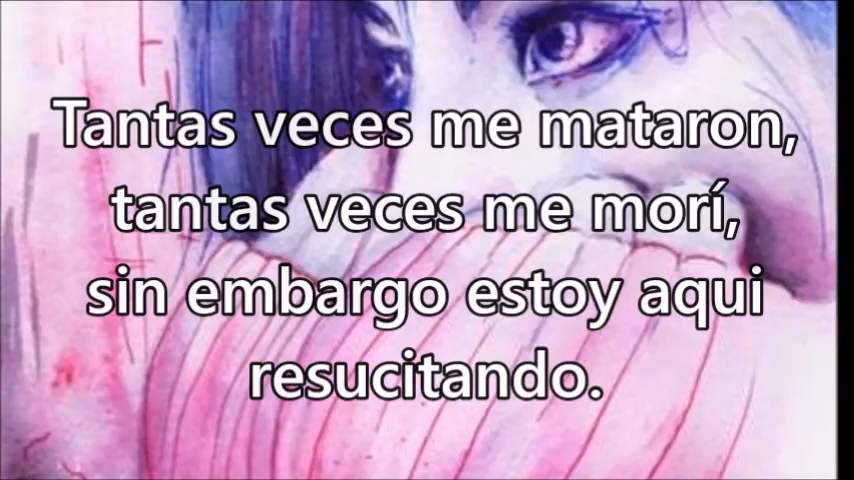 Tantas veces me mataron,
tantas veces me morí,
sin embargo estoy aqui
resucitando.